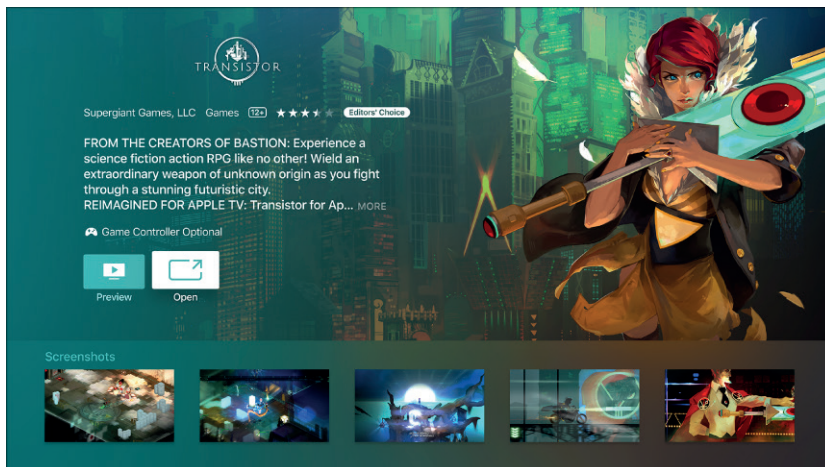 TRANSISTOR
Supergiant Games, LLC Games 12+ Editors' Choice
FROM THE CREATORS OF BASTION: Experience a
science fiction action RPG like no other! Wield an
extraordinary weapon of unknown origin as you fight
through a stunning futuristic city.
REIMAGINED FOR APPLE TV: Transistor for Ap... MORE
Game Controller Optional
Preview Open
Screenshots